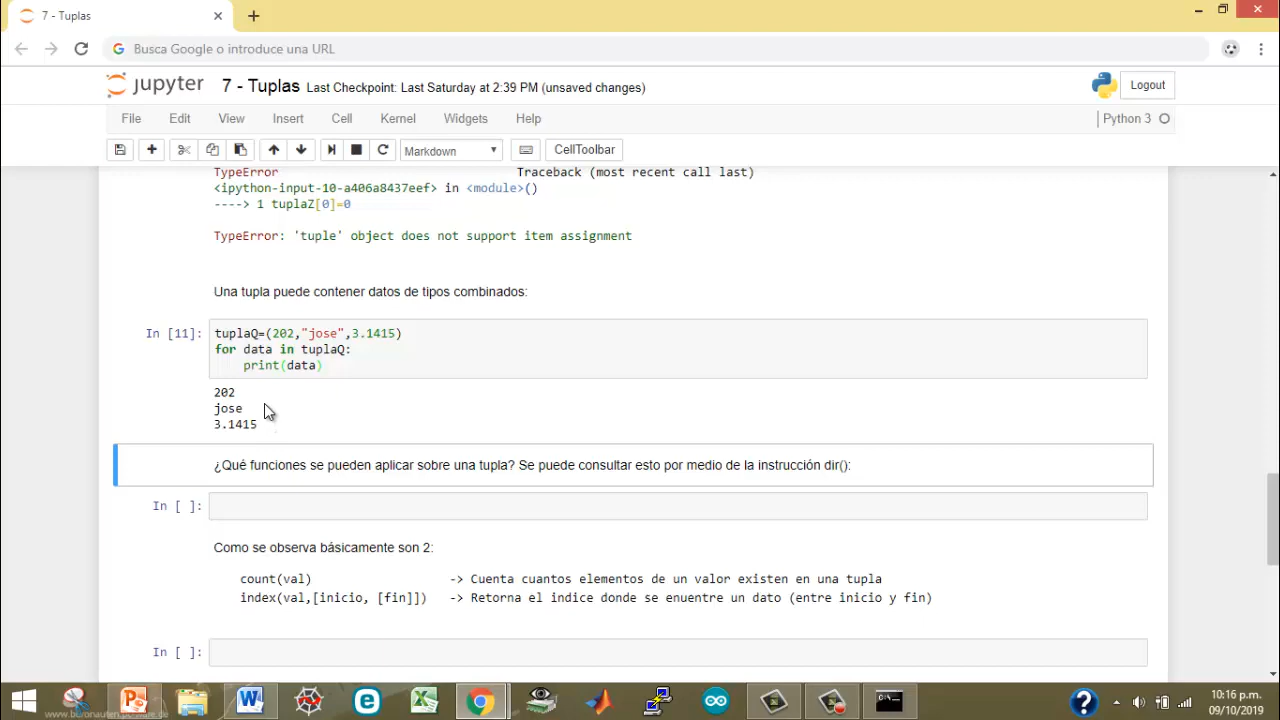 7 - Tuplas
Busca Google o introduce una URL
jupyter 7 - Tuplas Last Checkpoint: Last Saturday at 2:39 PM (unsaved changes)
Logout
File Edit View Insert Cell Kernel Widgets Help
Python 3
Markdown CellToolbar
TypeError Traceback (most recent call last)
<ipython-input-10-a406a8437eef> in <module>()
----> 1 tuplaZ[0]=0
TypeError: 'tuple' object does not support item assignment
Una tupla puede contener datos de tipos combinados:
In [11]: tuplaQ=(202,"jose",3.1415)
for data in tuplaQ:
print(data)
202
jose
3.1415
¿Qué funciones se pueden aplicar sobre una tupla? Se puede consultar esto por medio de la instrucción dir():
In [ ]:
Como se observa básicamente son 2:
count(val) -> Cuenta cuantos elementos de un valor existen en una tupla
index(val,[inicio, [fin]]) -> Retorna el indice donde se enuentre un dato (entre inicio y fin)
In [ ]:
10:16 p.m.
09/10/2019